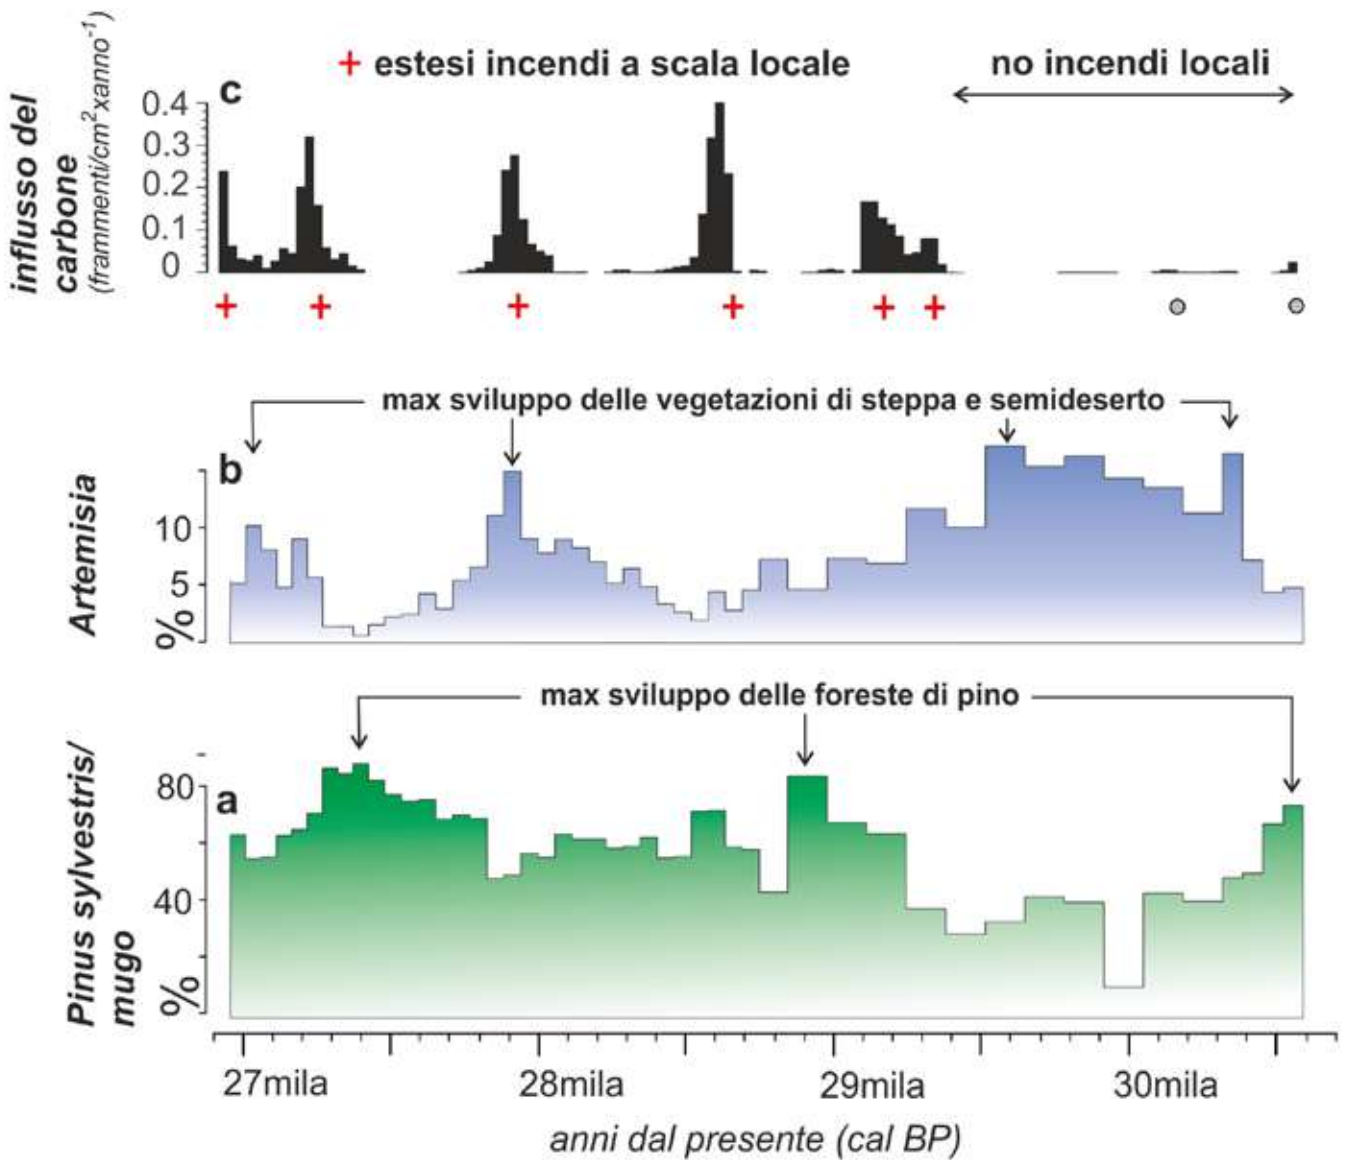 + estesi incendi a scala locale
no incendi locali
c
influsso del
carbone
(frammenti/cm²xanno⁻¹)
0.4
0.3
0.2
0.1
0
max sviluppo delle vegetazioni di steppa e semideserto
b
Artemisia
10
5
%
max sviluppo delle foreste di pino
a
Pinus sylvestris/
mugo
80
40
%
27mila 28mila 29mila 30mila
anni dal presente (cal BP)